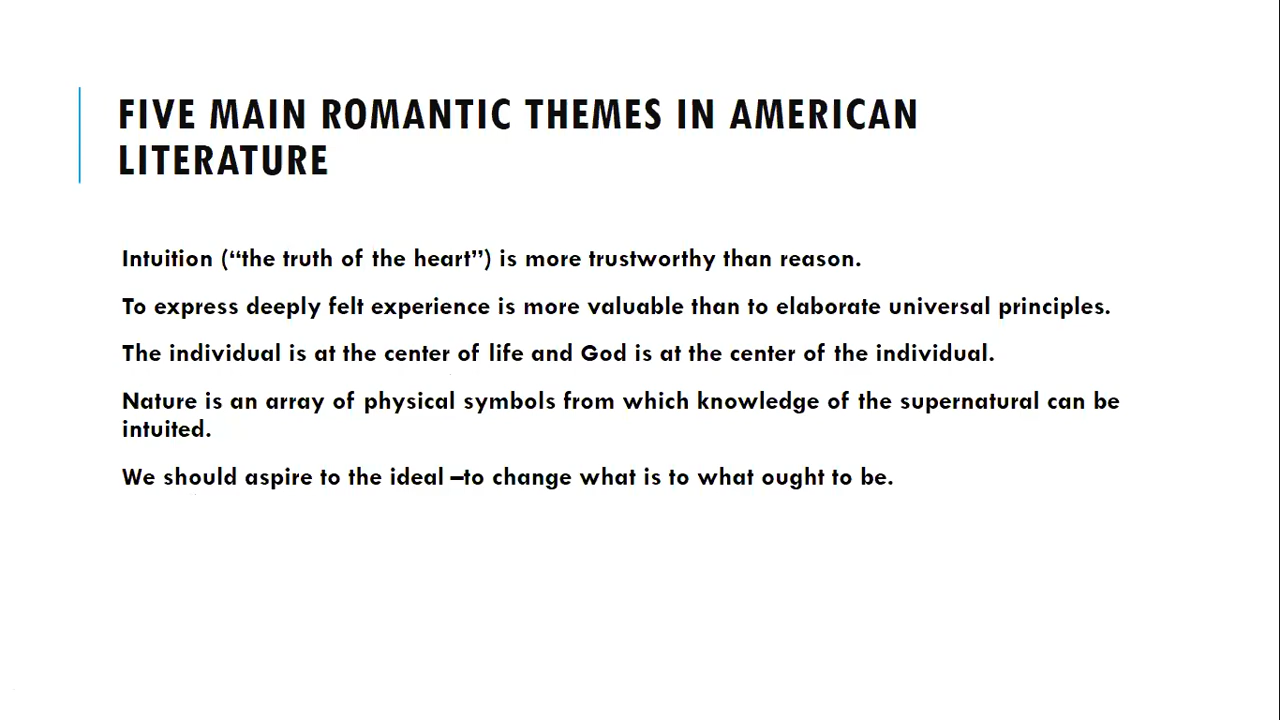 FIVE MAIN ROMANTIC THEMES IN AMERICAN
LITERATURE
Intuition (“the truth of the heart”) is more trustworthy than reason.
To express deeply felt experience is more valuable than to elaborate universal principles.
The individual is at the center of life and God is at the center of the individual.
Nature is an array of physical symbols from which knowledge of the supernatural can be
intuited.
We should aspire to the ideal –to change what is to what ought to be.